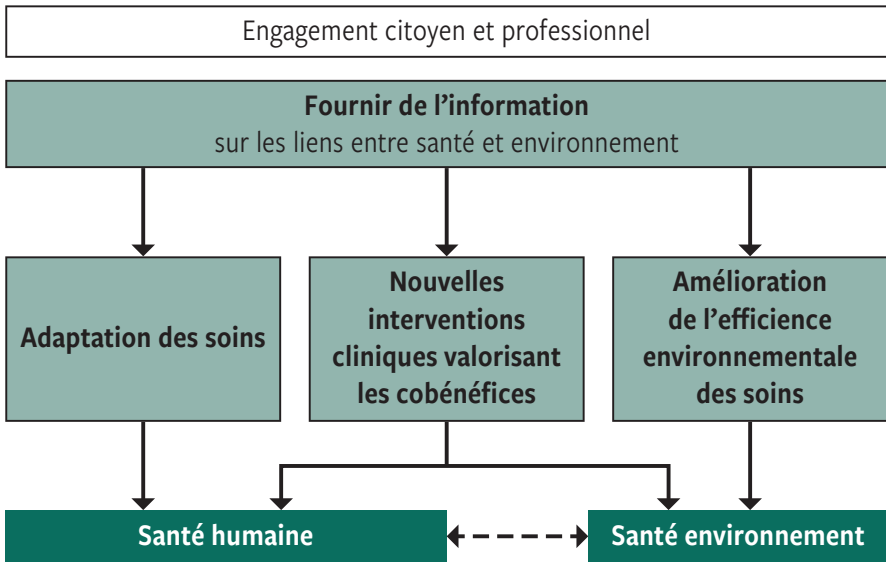 Engagement citoyen et professionnel
Fournir de l’information
sur les liens entre santé et environnement
Adaptation des soins
Nouvelles
interventions
cliniques valorisant
les cobénéfices
Amélioration
de l’efficience
environnementale
des soins
Santé humaine
Santé environnement